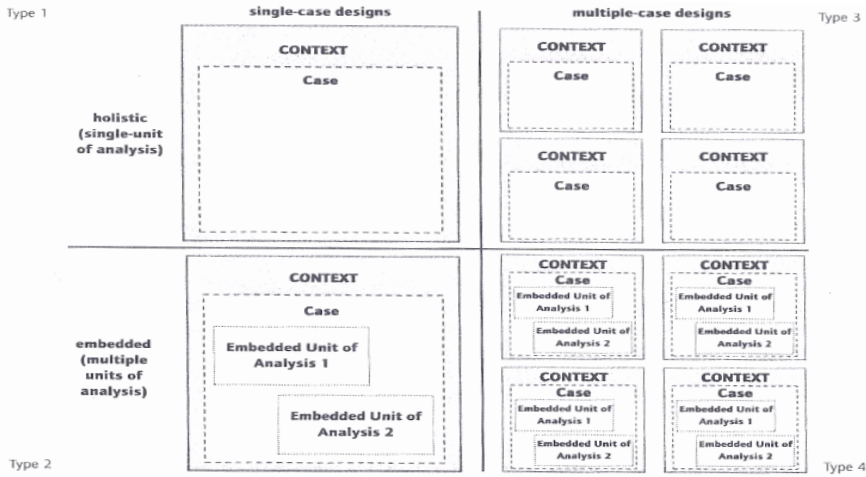 Type 1
single-case designs
multiple-case designs
Type 3
holistic
(single-unit
of analysis)
CONTEXT
Case
CONTEXT
Case
CONTEXT
Case
CONTEXT
Case
CONTEXT
Case
embedded
(multiple
units of
analysis)
CONTEXT
Case
Embedded Unit of
Analysis 1
Embedded Unit of
Analysis 2
CONTEXT
Case
Embedded Unit of
Analysis 1
Embedded Unit of
Analysis 2
CONTEXT
Case
Embedded Unit of
Analysis 1
Embedded Unit of
Analysis 2
CONTEXT
Case
Embedded Unit of
Analysis 1
Embedded Unit of
Analysis 2
CONTEXT
Case
Embedded Unit of
Analysis 1
Embedded Unit of
Analysis 2
Type 2
Type 4